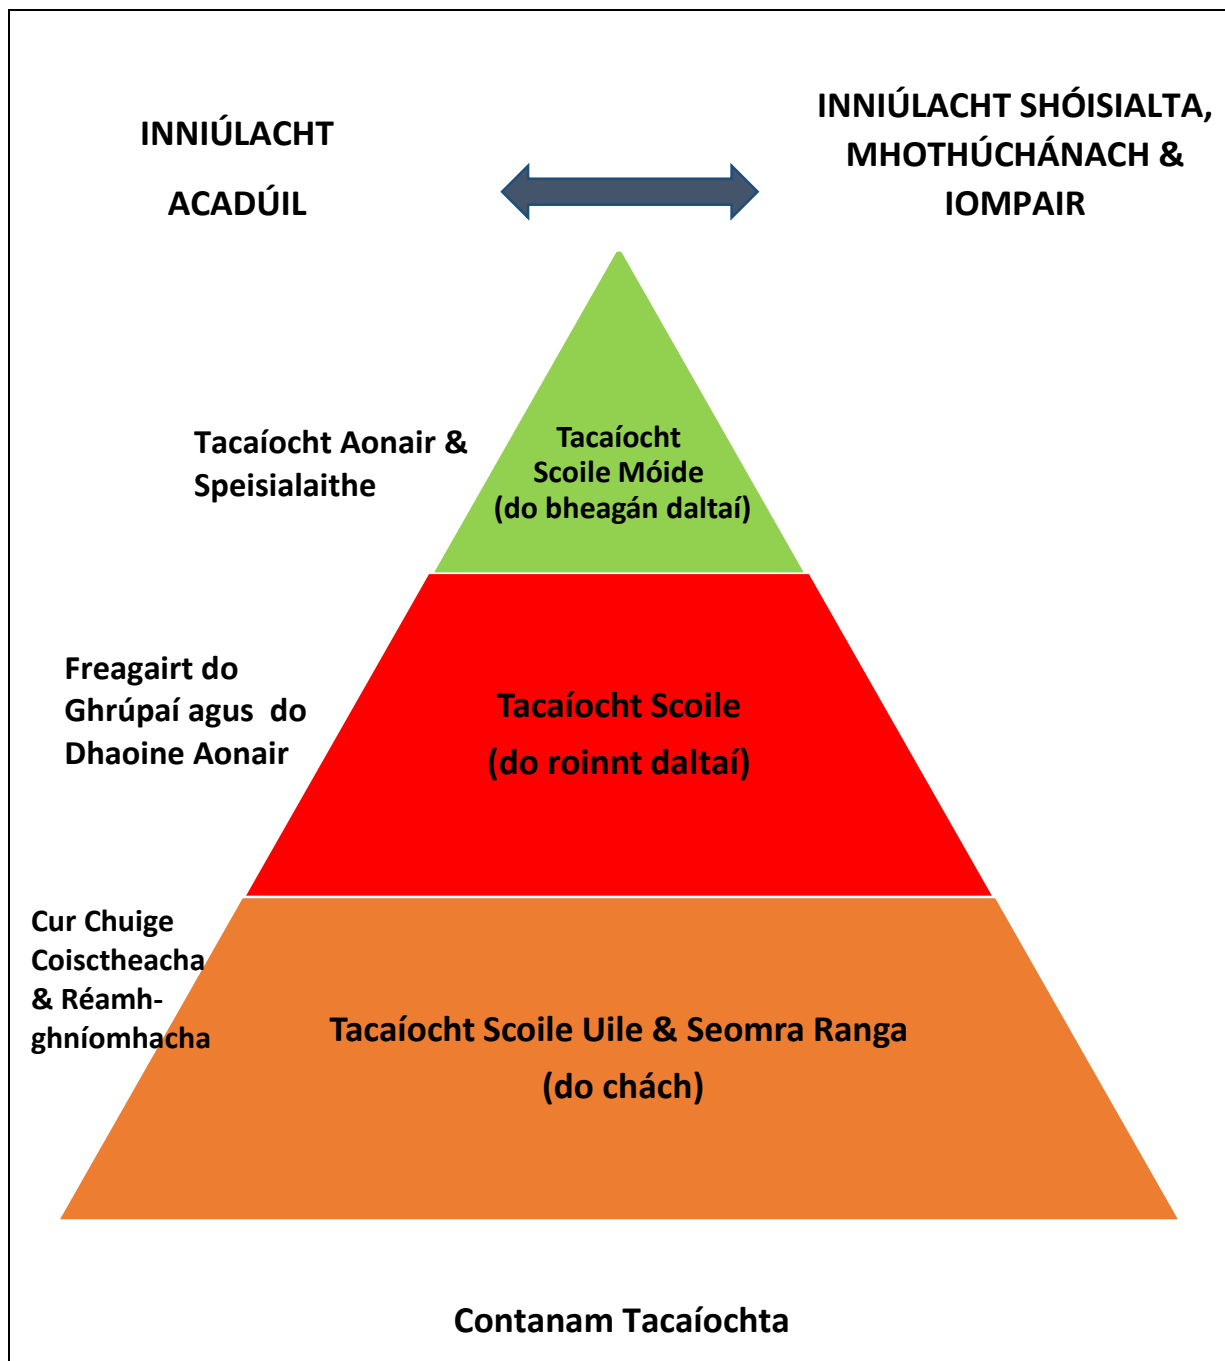 INNIÚLACHT
ACADÚIL
INNIÚLACHT SHÓISIALTA,
MHOTHÚCHÁNACH &
IOMPAIR
Tacaíocht Aonair &
Speisialaithe
Tacaíocht
Scoile Móide
(do bheagán daltaí)
Freagairt do
Ghrúpaí agus do
Dhaoine Aonair
Tacaíocht Scoile
(do roinnt daltaí)
Cur Chuige
Coisctheacha
& Réamh-
ghníomhacha
Tacaíocht Scoile Uile & Seomra Ranga
(do chách)
Contanam Tacaíochta